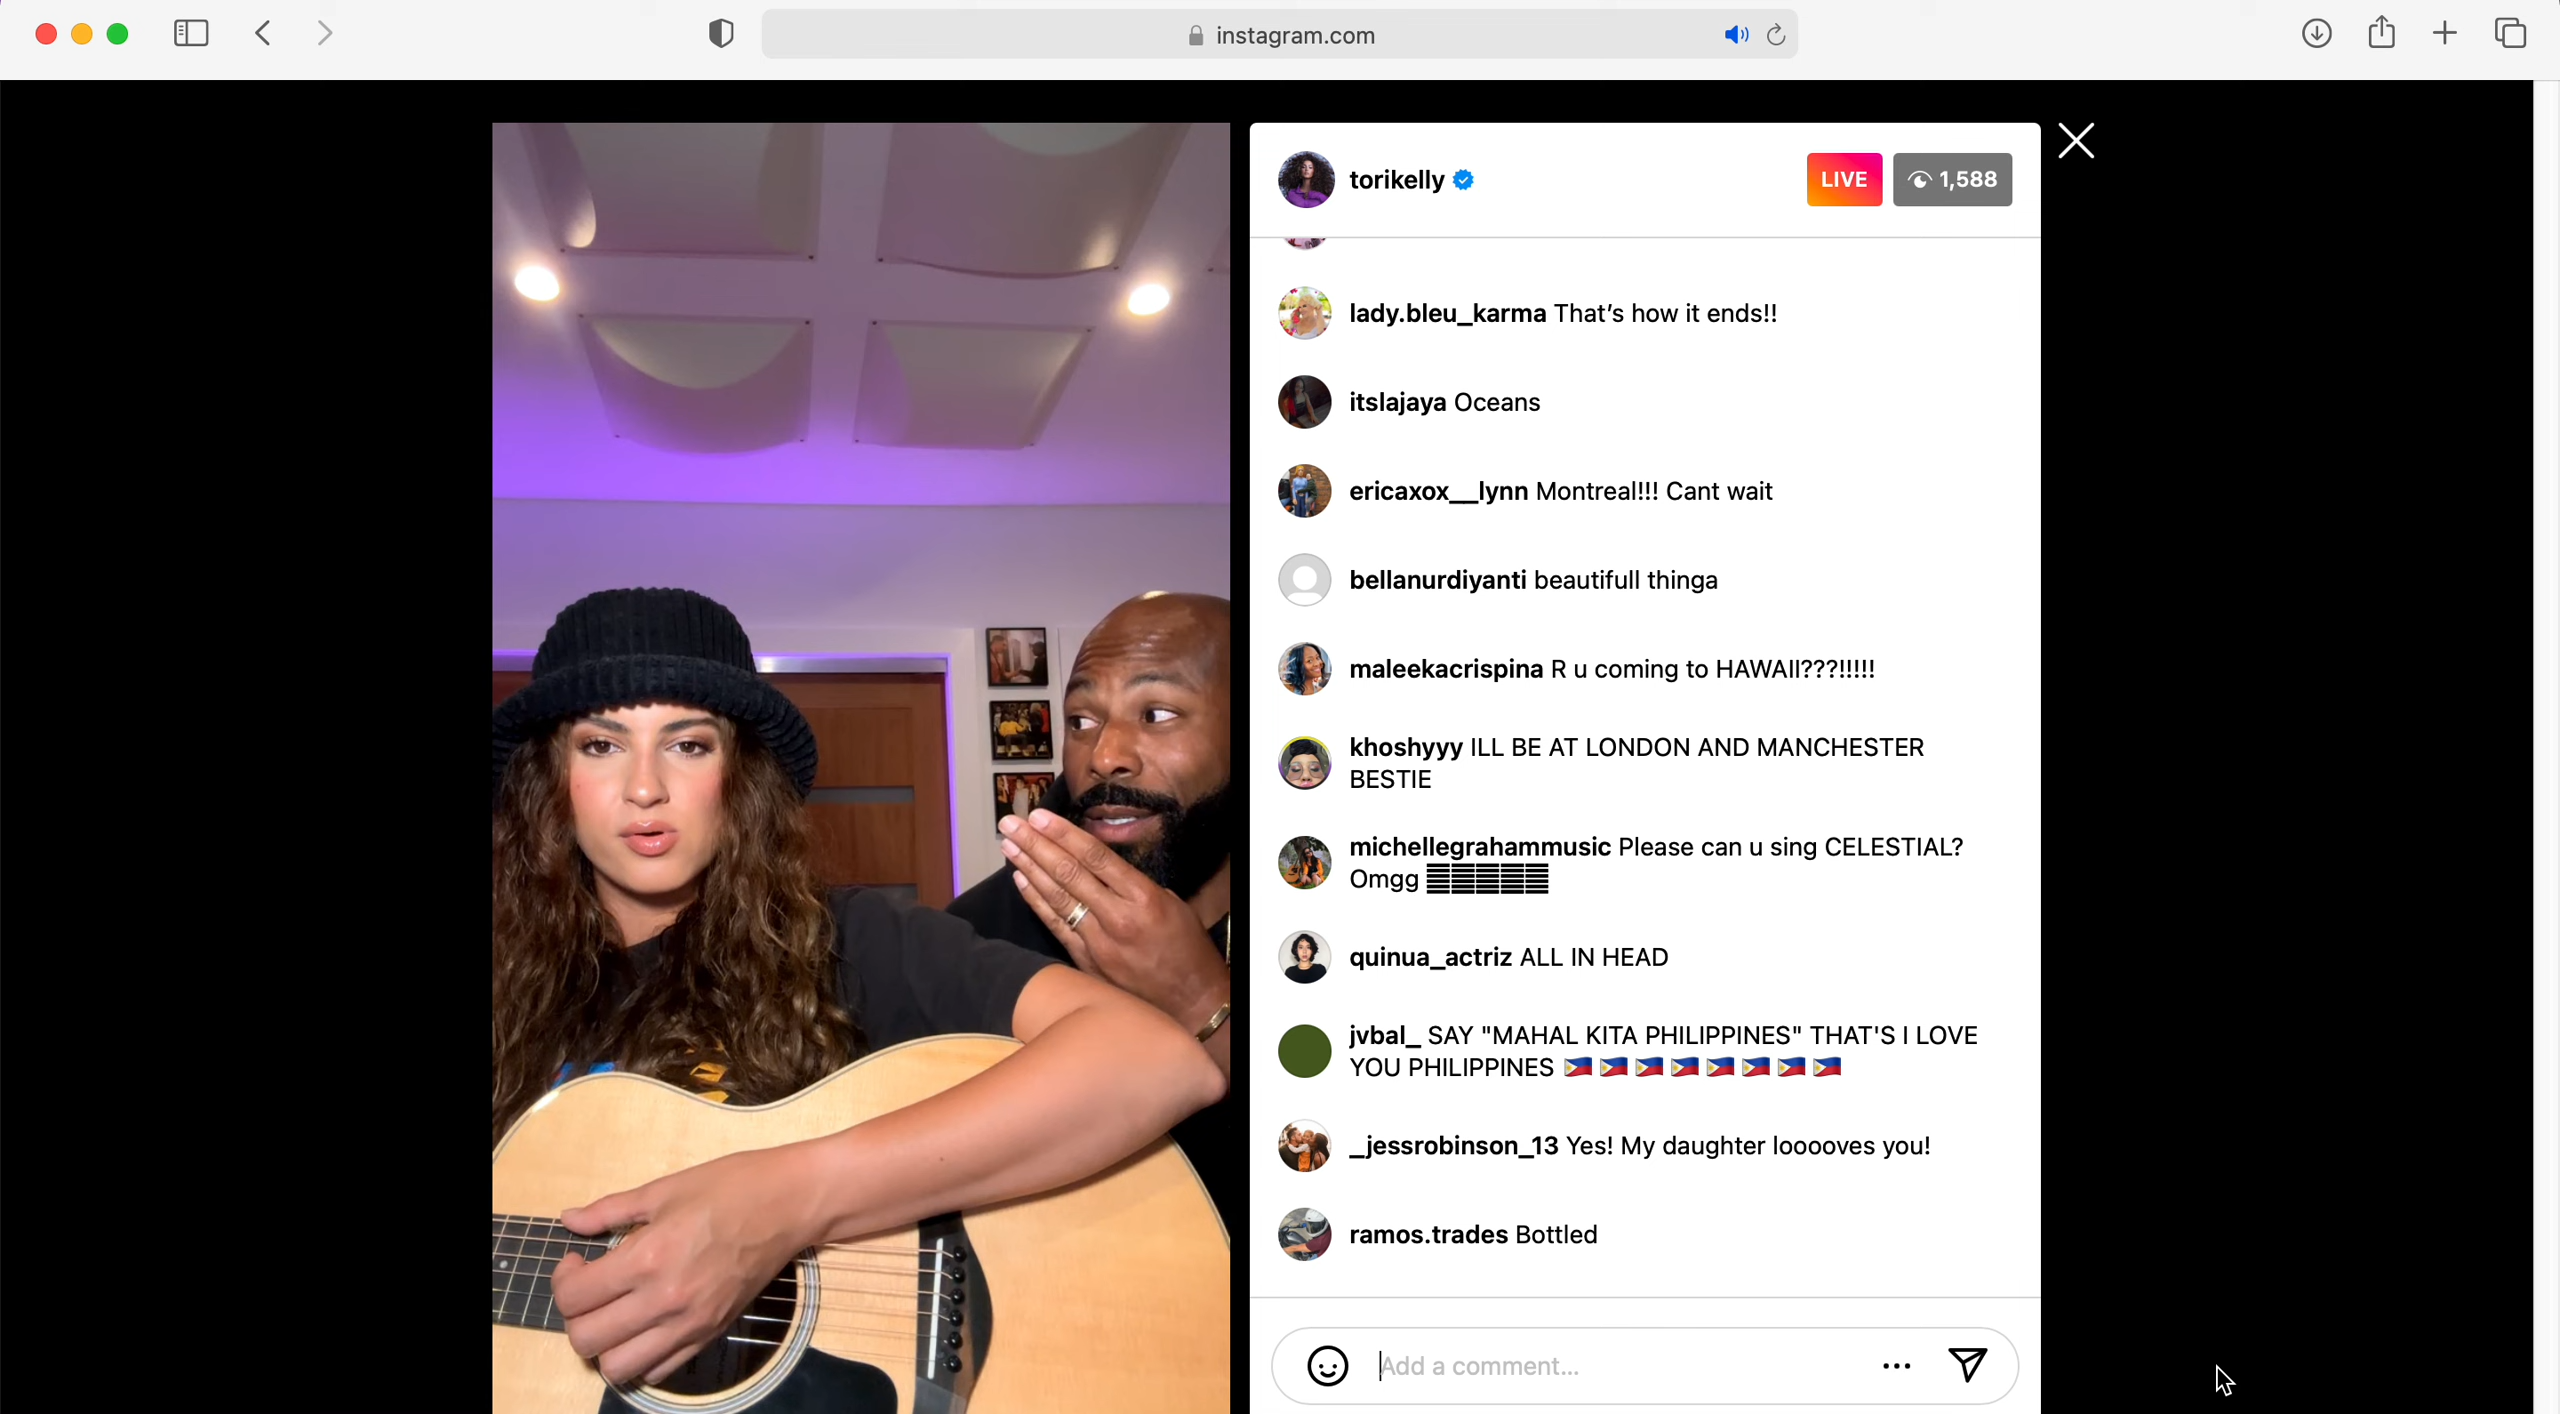 instagram.com
torikelly
LIVE
1,588
lady.bleu_karma That’s how it ends!!
itslajaya Oceans
ericaxox__lynn Montreal!!! Cant wait
bellanurdiyanti beautifull thinga
maleekacrispina R u coming to HAWAII???!!!!!
khoshyyy ILL BE AT LONDON AND MANCHESTER
BESTIE
michellegrahammusic Please can u sing CELESTIAL?
Omgg
quinua_actriz ALL IN HEAD
jvbal_ SAY "MAHAL KITA PHILIPPINES" THAT'S I LOVE
YOU PHILIPPINES 🇵🇭🇵🇭🇵🇭🇵🇭🇵🇭🇵🇭🇵🇭🇵🇭
_jessrobinson_13 Yes! My daughter looooves you!
ramos.trades Bottled
Add a comment...